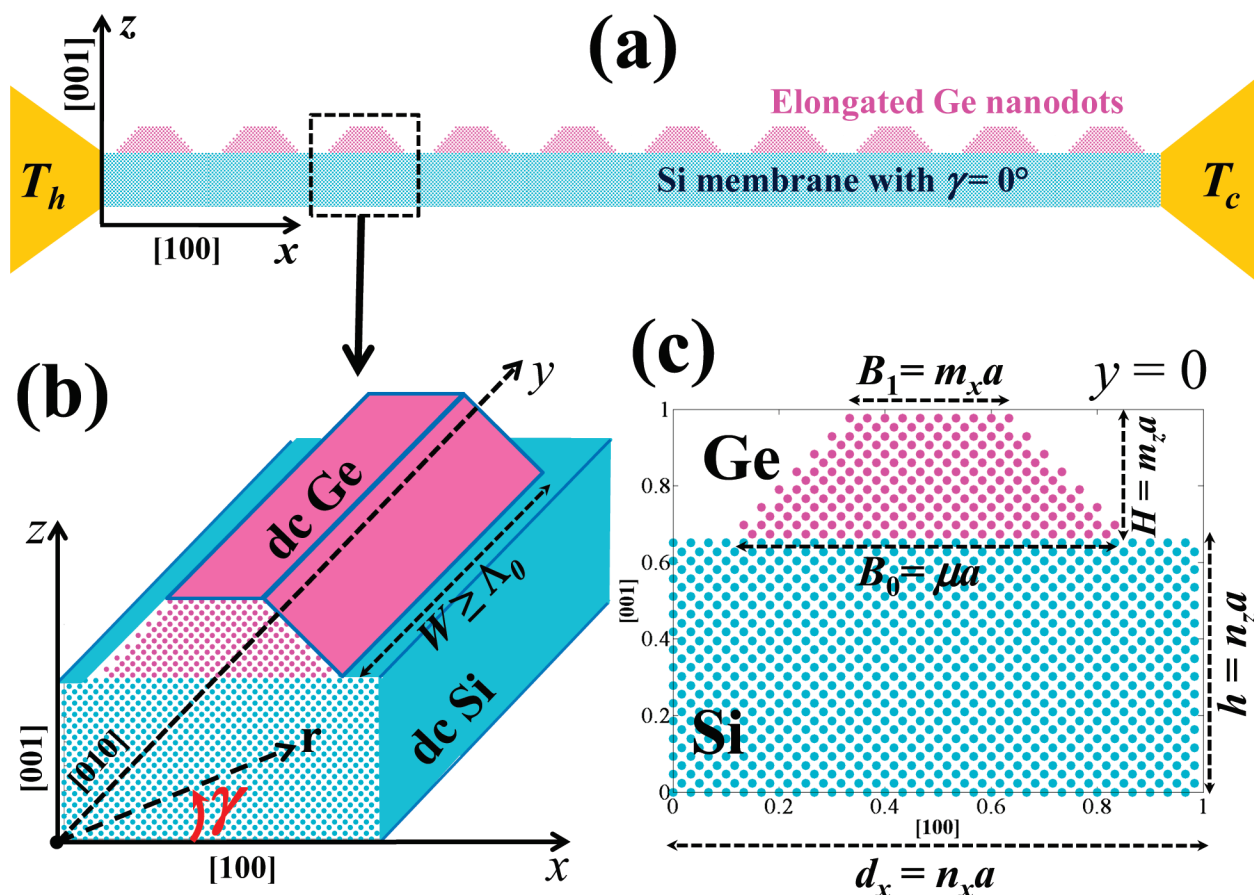 (a)
z
[001]
Elongated Ge nanodots
T_h
Si membrane with γ = 0°
T_c
[100]
x
(b)
y
dc Ge
W ≥ Λ_0
dc Si
z
[001]
[010]
r
γ
[100]
x
(c)
B_1 = m_x a
y = 0
Ge
H = m_z a
B_0 = μa
Si
h = n_z a
[001]
1
0.8
0.6
0.4
0.2
0
0
0.2
0.4
0.6
0.8
1
[100]
d_x = n_x a